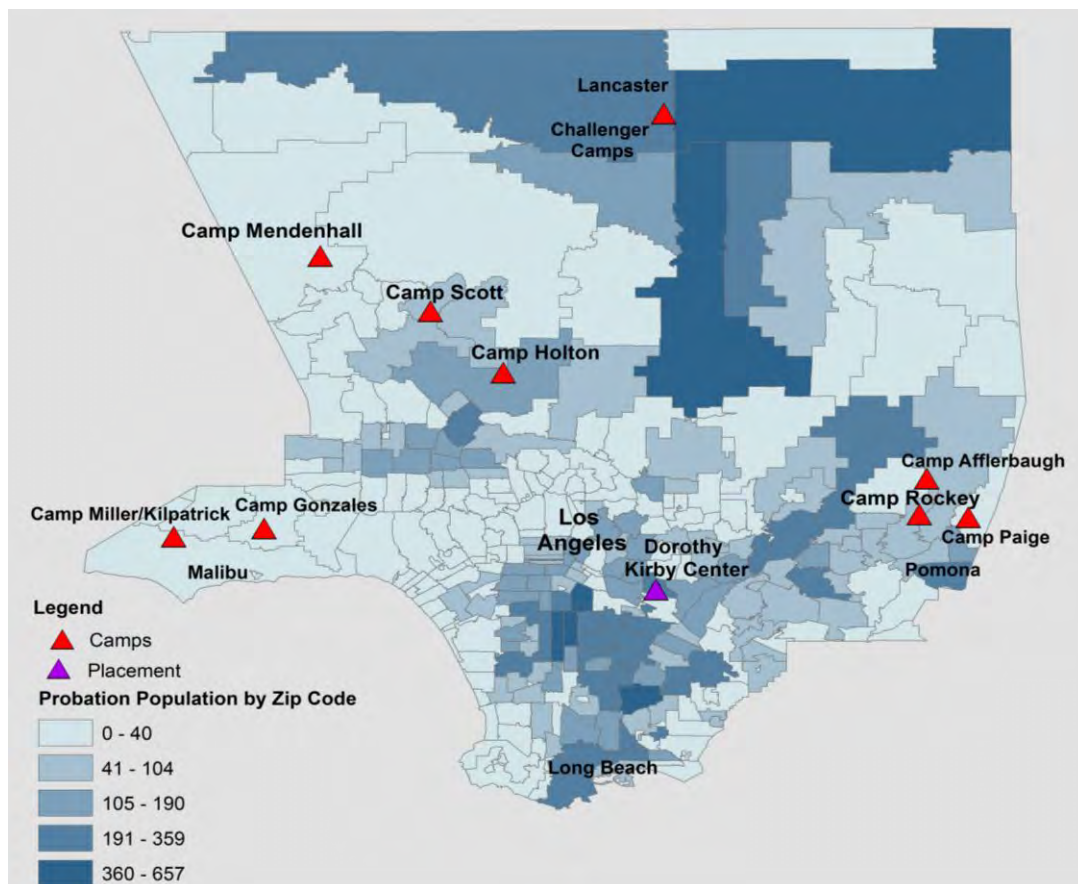 Lancaster
Challenger
Camps
Camp Mendenhall
Camp Scott
Camp Holton
Camp Afflerbaugh
Camp Rockey
Camp Paige
Pomona
Camp Miller/Kilpatrick
Camp Gonzales
Malibu
Los
Angeles
Dorothy
Kirby Center
Long Beach
Legend
Camps
Placement
Probation Population by Zip Code
0 - 40
41 - 104
105 - 190
191 - 359
360 - 657